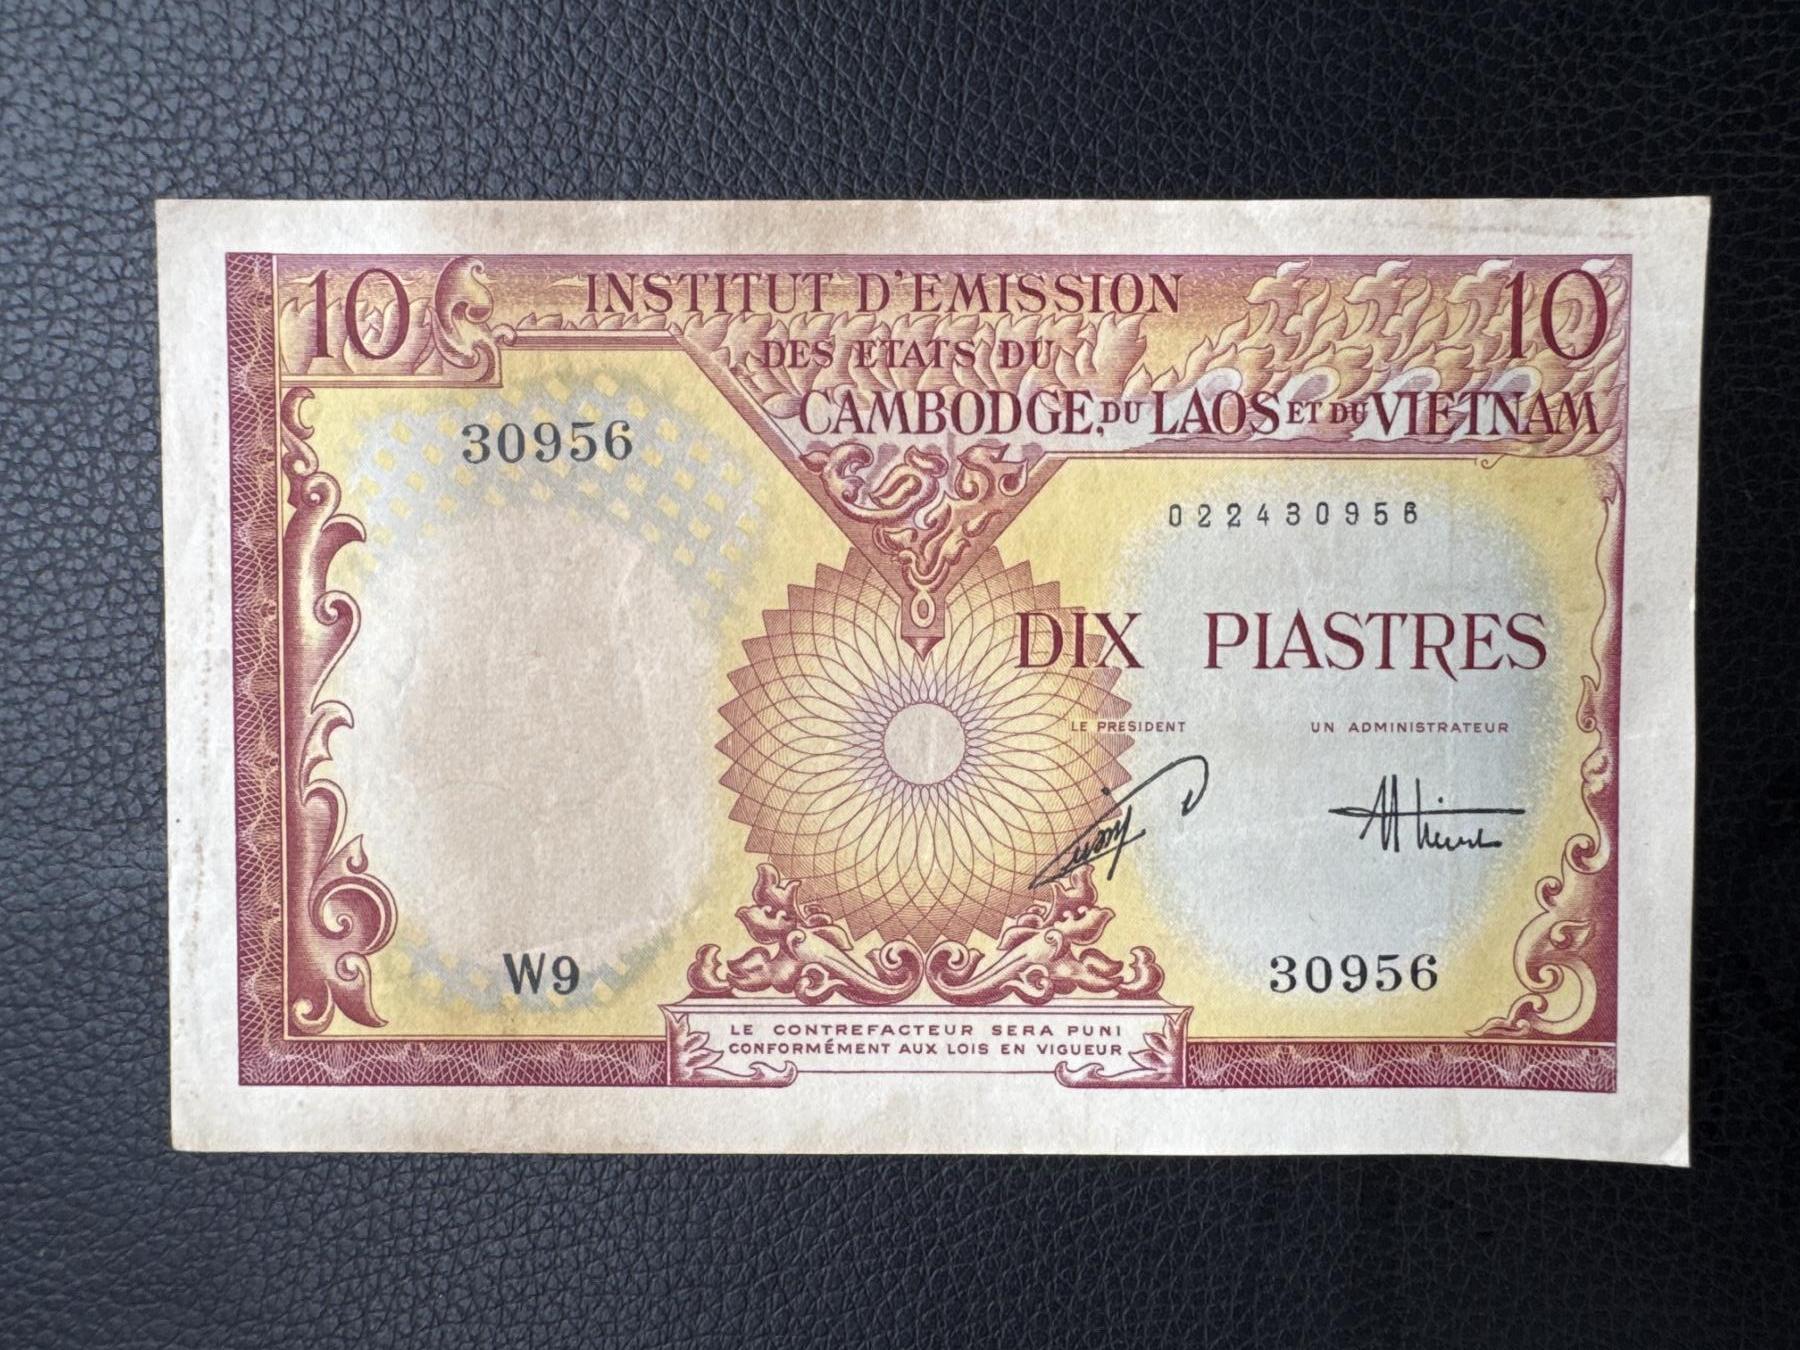 10 INSTITUT D'EMISSION 10
DES ETATS DU
CAMBODGE, DU LAOS ET DU VIETNAM
30956
022430956
DIX PIASTRES
LE PRESIDENT UN ADMINISTRATEUR
W9 30956
LE CONTREFACTEUR SERA PUNI
CONFORMÉMENT AUX LOIS EN VIGUEUR